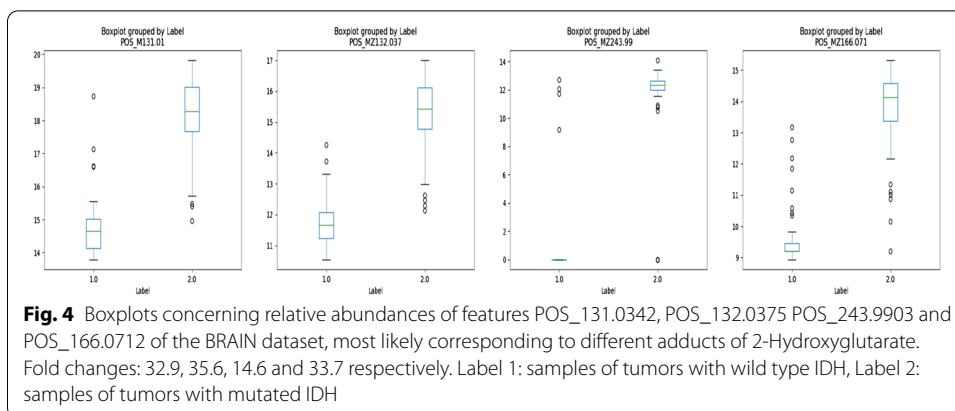 Boxplot grouped by Label
POS_M131.01
20
19
18
17
16
15
14
1.0
2.0
Label
Boxplot grouped by Label
POS_MZ132.037
17
16
15
14
13
12
11
1.0
2.0
Label
Boxplot grouped by Label
POS_MZ243.99
14
12
10
8
6
4
2
0
1.0
2.0
Label
Boxplot grouped by Label
POS_MZ166.071
15
14
13
12
11
10
9
1.0
2.0
Label
Fig. 4 Boxplots concerning relative abundances of features POS_131.0342, POS_132.0375 POS_243.9903 and
POS_166.0712 of the BRAIN dataset, most likely corresponding to different adducts of 2-Hydroxyglutarate.
Fold changes: 32.9, 35.6, 14.6 and 33.7 respectively. Label 1: samples of tumors with wild type IDH, Label 2:
samples of tumors with mutated IDH